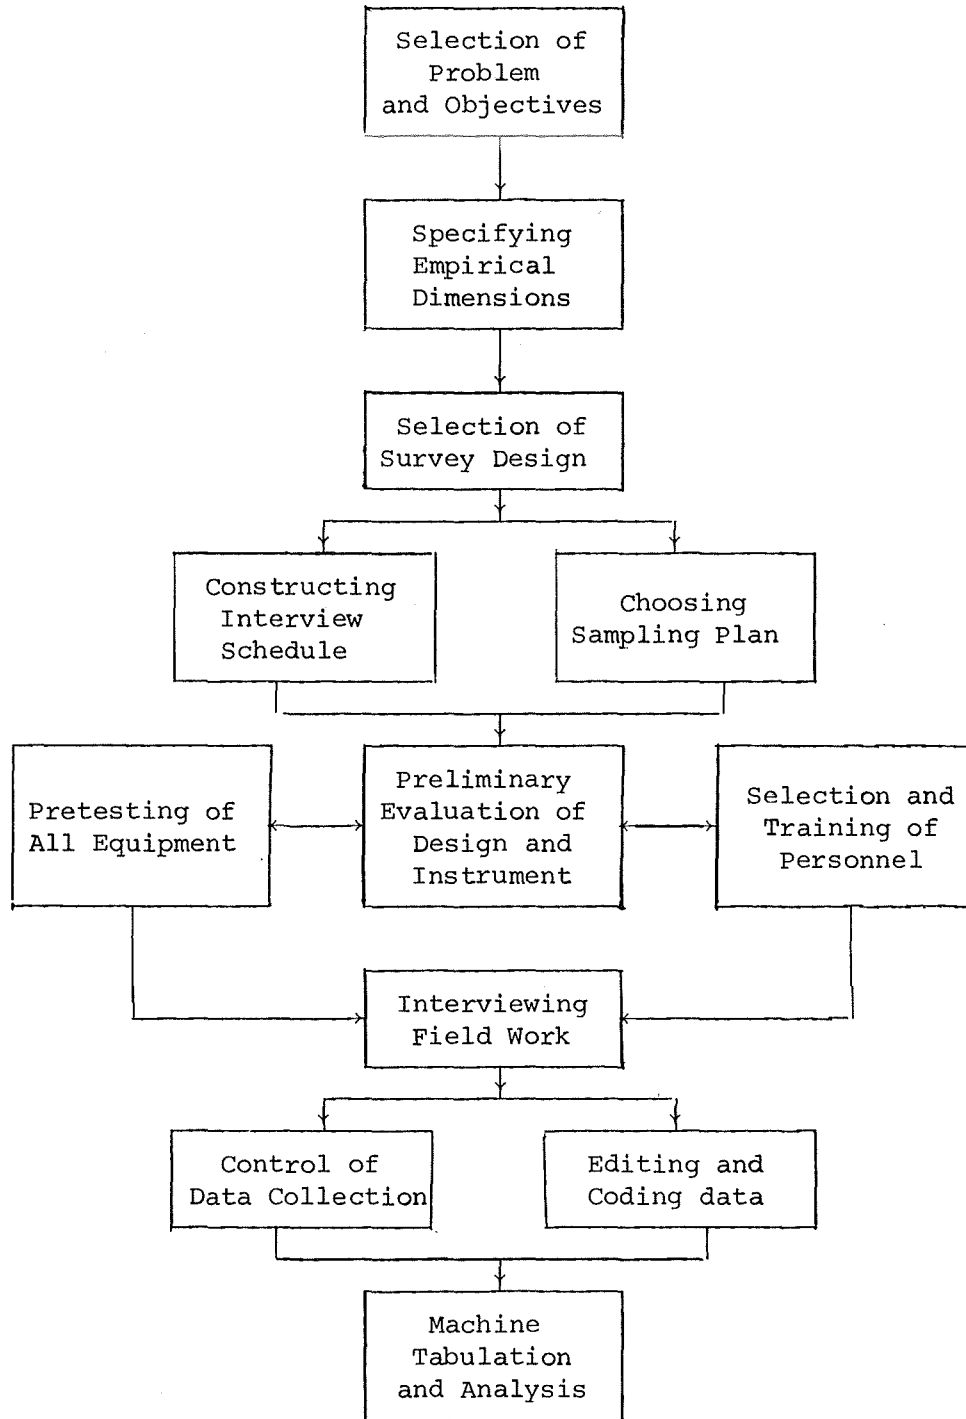 Selection of
Problem
and Objectives
Specifying
Empirical
Dimensions
Selection of
Survey Design
Constructing
Interview
Schedule
Choosing
Sampling Plan
Pretesting of
All Equipment
Preliminary
Evaluation of
Design and
Instrument
Selection and
Training of
Personnel
Interviewing
Field Work
Control of
Data Collection
Editing and
Coding data
Machine
Tabulation
and Analysis